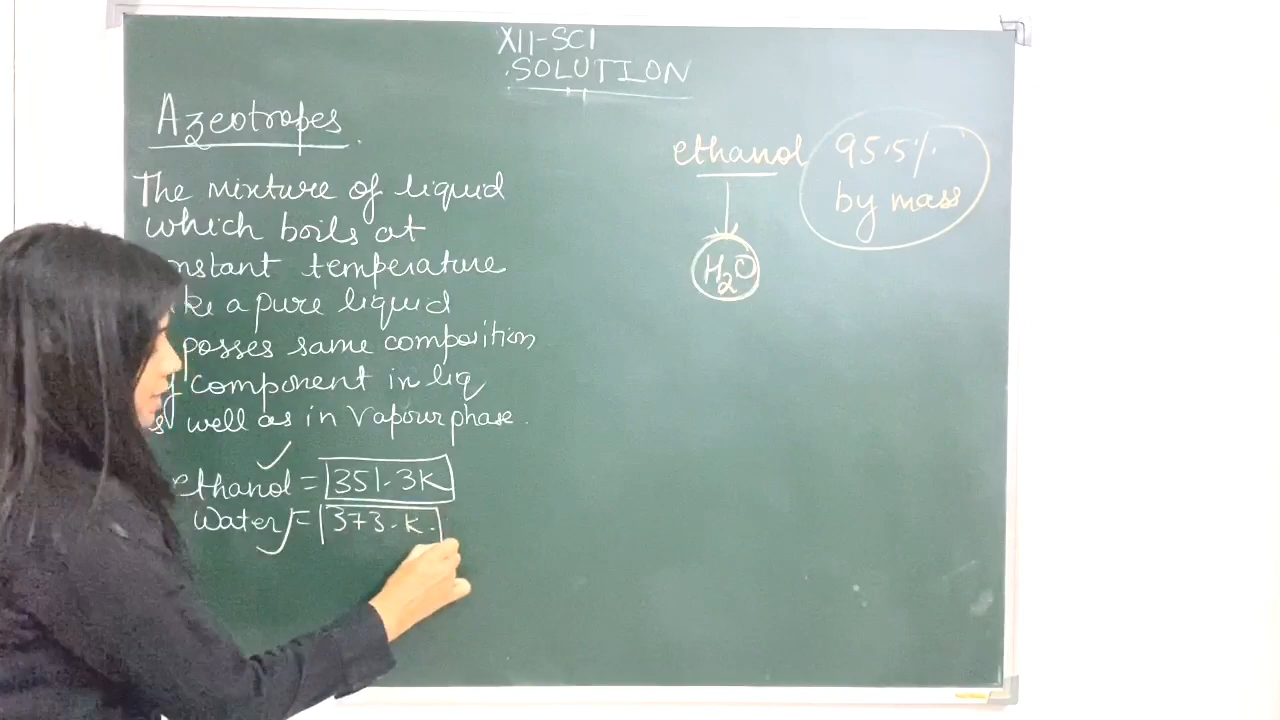 XII-SCI
SOLUTION
Azeotropes.
The mixture of liquid
which boils at
nstant temperature
a pure liquid
posses same composition
component in liq
well as in Vapour phase.
ethanol = 351.3K
Water = 373.K.
ethanol 95.5%
by mass
H₂O